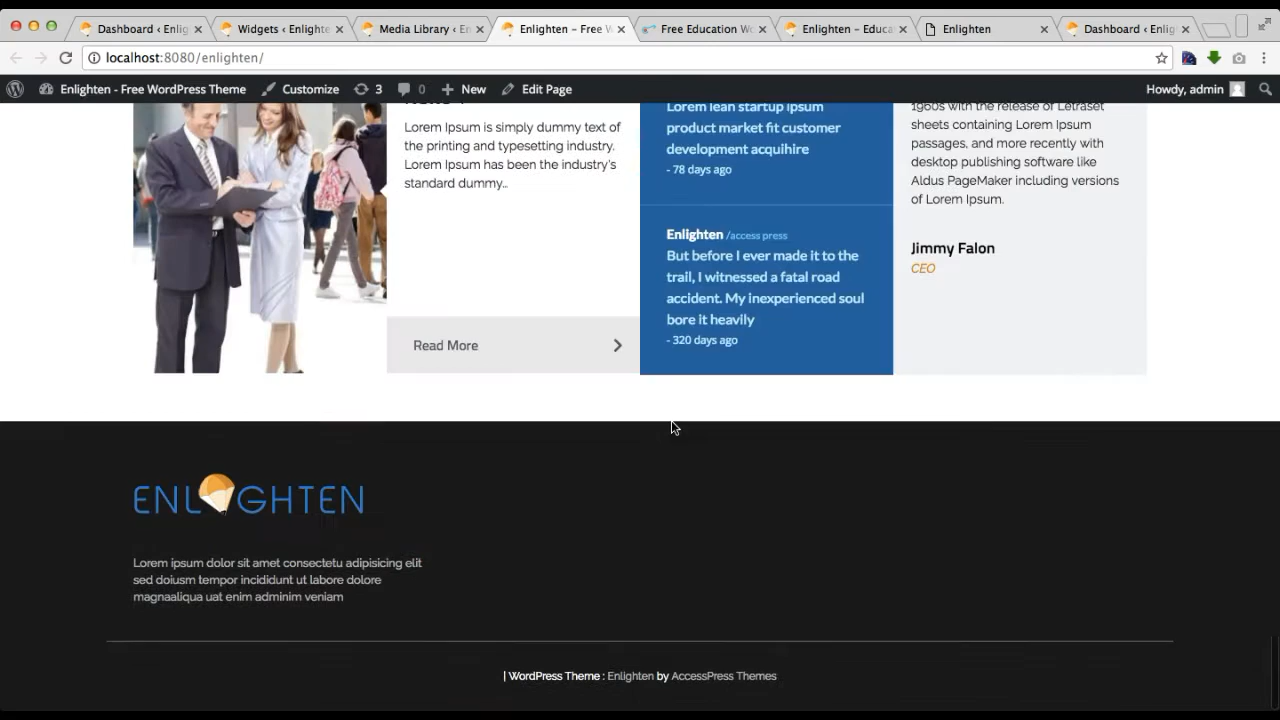 Dashboard ‹ Enlig
Widgets ‹ Enlighte
Media Library ‹ En
Enlighten – Free W
Free Education Wo
Enlighten – Educa
Enlighten
Dashboard ‹ Enlig
localhost:8080/enlighten/
Enlighten - Free WordPress Theme
Customize
3
0
New
Edit Page
Howdy, admin
Lorem Ipsum is simply dummy text of
the printing and typesetting industry.
Lorem Ipsum has been the industry's
standard dummy...
Read More
Lorem lean startup ipsum
product market fit customer
development acquihire
- 78 days ago
Enlighten /access press
But before I ever made it to the
trail, I witnessed a fatal road
accident. My inexperienced soul
bore it heavily
- 320 days ago
1960s with the release of Letraset
sheets containing Lorem Ipsum
passages, and more recently with
desktop publishing software like
Aldus PageMaker including versions
of Lorem Ipsum.
Jimmy Falon
CEO
ENLIGHTEN
Lorem ipsum dolor sit amet consectetu adipisicing elit
sed doiusm tempor incididunt ut labore dolore
magnaaliqua uat enim adminim veniam
| WordPress Theme : Enlighten by AccessPress Themes